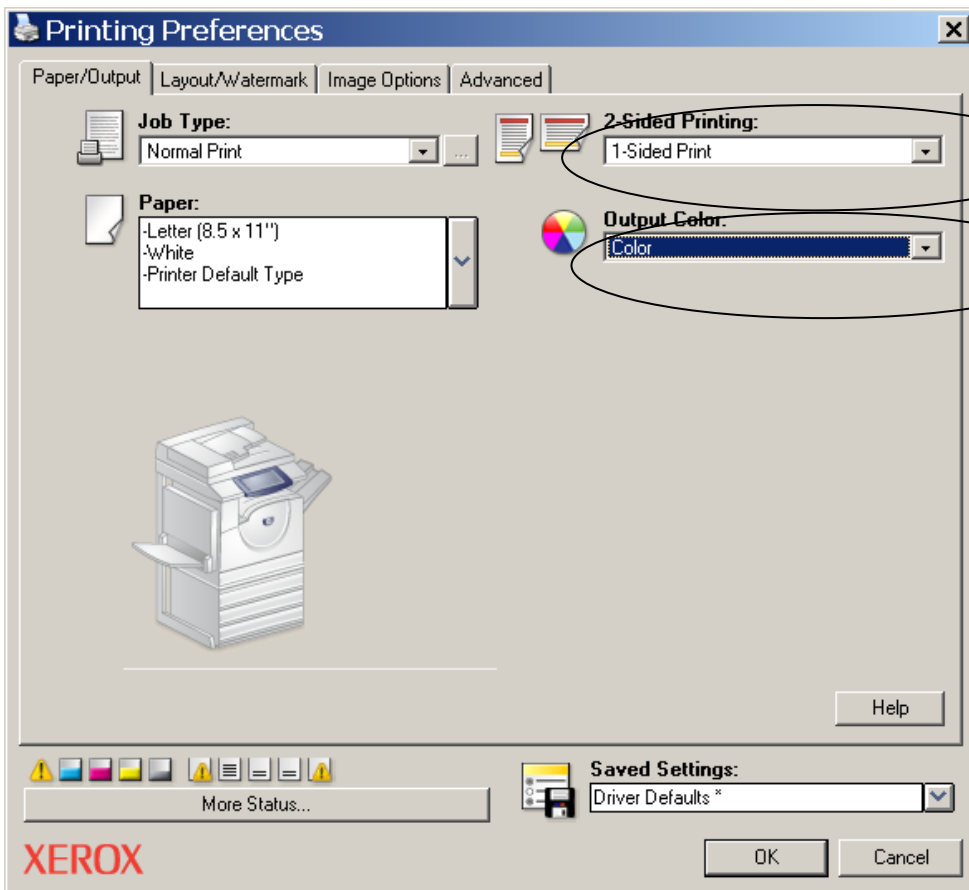 Printing Preferences
Paper/Output Layout/Watermark Image Options Advanced
Job Type:
Normal Print
...
2-Sided Printing:
1-Sided Print
Paper:
-Letter (8.5 x 11")
-White
-Printer Default Type
Output Color:
Color
Help
More Status...
Saved Settings:
Driver Defaults *
XEROX
OK
Cancel